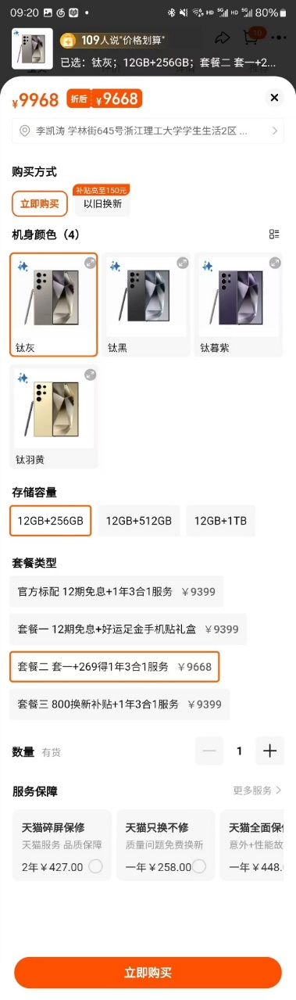 09:20 HD 5G HD 5G 80%
109人说"价格划算"
10
已选：钛灰；12GB+256GB；套餐二 套一+2...
¥9968 折后 ¥9668
李凯涛 学林街645号浙江理工大学学生生活2区 ...
购买方式
补贴高至150元
立即购买 以旧换新
机身颜色（4）
钛灰 钛黑 钛暮紫
钛羽黄
存储容量
12GB+256GB 12GB+512GB 12GB+1TB
套餐类型
官方标配 12期免息+1年3合1服务 ￥9399
套餐一 12期免息+好运足金手机贴礼盒 ￥9399
套餐二 套一+269得1年3合1服务 ￥9668
套餐三 800换新补贴+1年3合1服务 ￥9399
数量 有货 1
服务保障 更多服务
天猫碎屏保修 天猫只换不修 天猫全面保
天猫服务 品质保障 质量问题免费换新 意外+性能故
2年￥427.00 一年￥258.00 一年￥448.
立即购买